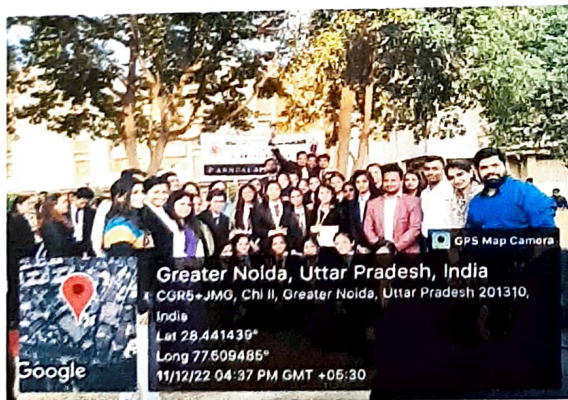 GPS Map Camera
Greater Noida, Uttar Pradesh, India
CGR5+JMG, Chi II, Greater Noida, Uttar Pradesh 201310,
India
Lat 28.441439°
Long 77.509485°
11/12/22 04:37 PM GMT +05:30
Google